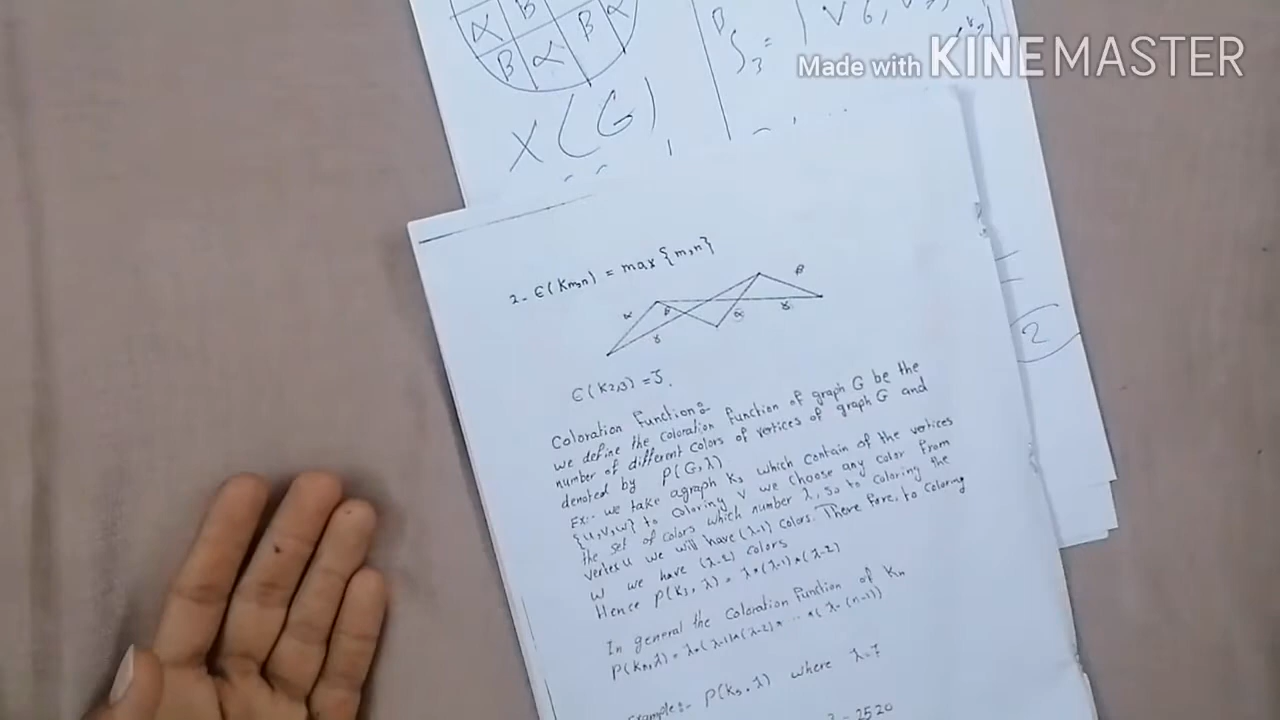 B
α B α
B α B
X(G)
S3 =
Made with KINEMASTER
2
2- ε(Km,n) = max {m,n}
α β γ α γ β
ε(K2,3) = 3.
Coloration Function:-
we define the coloration function of graph G be the
number of different colors of vertices of graph G and
denoted by P(G,λ)
Ex:- we take agraph K3 which contain of the vertices
{u,v,w} to coloring v we choose any color from
the set of colors which number λ, so to coloring the
vertex u we will have (λ-1) colors. There fore, to coloring
w we have (λ-2) colors
Hence P(K3, λ) = λ*(λ-1)*(λ-2)
In general the Coloration function of Kn
P(Kn,λ) = λ*(λ-1)*(λ-2)* ... *(λ-(n-1))
Example:- P(K5,λ) where λ=7
= 2520